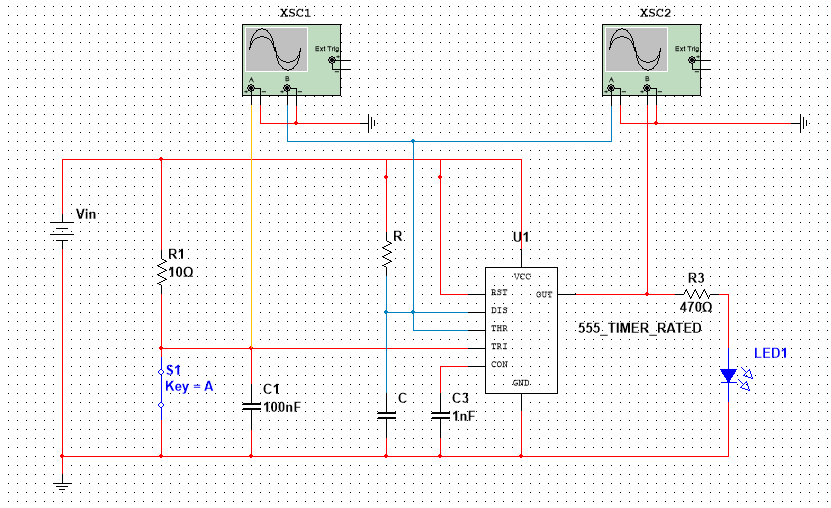 XSC1
XSC2
Ext Trig
+
-
A
B
+
-
+
-
Ext Trig
+
-
A
B
+
-
+
-
Vin
R1
10Ω
R
U1
VCC
RST
OUT
DIS
THR
TRI
CON
GND
R3
470Ω
555_TIMER_RATED
LED1
S1
Key = A
C1
100nF
C
C3
1nF